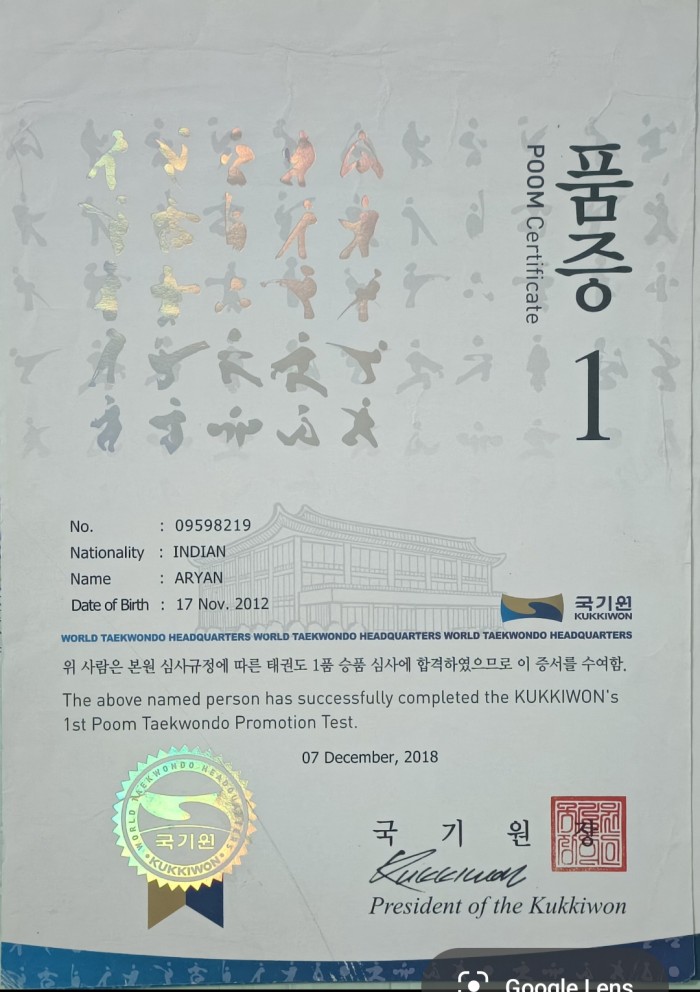 품증 1
POOM Certificate
No. : 09598219
Nationality : INDIAN
Name : ARYAN
Date of Birth : 17 Nov. 2012
국기원
KUKKIWON
WORLD TAEKWONDO HEADQUARTERS WORLD TAEKWONDO HEADQUARTERS WORLD TAEKWONDO HEADQUARTERS
위 사람은 본원 심사규정에 따른 태권도 1품 승품 심사에 합격하였으므로 이 증서를 수여함.
The above named person has successfully completed the KUKKIWON's
1st Poom Taekwondo Promotion Test.
07 December, 2018
WORLD TAEKWONDO HEADQUARTERS
국기원
• KUKKIWON •
국 기 원 장
Kukkiwon
President of the Kukkiwon
Google Lens